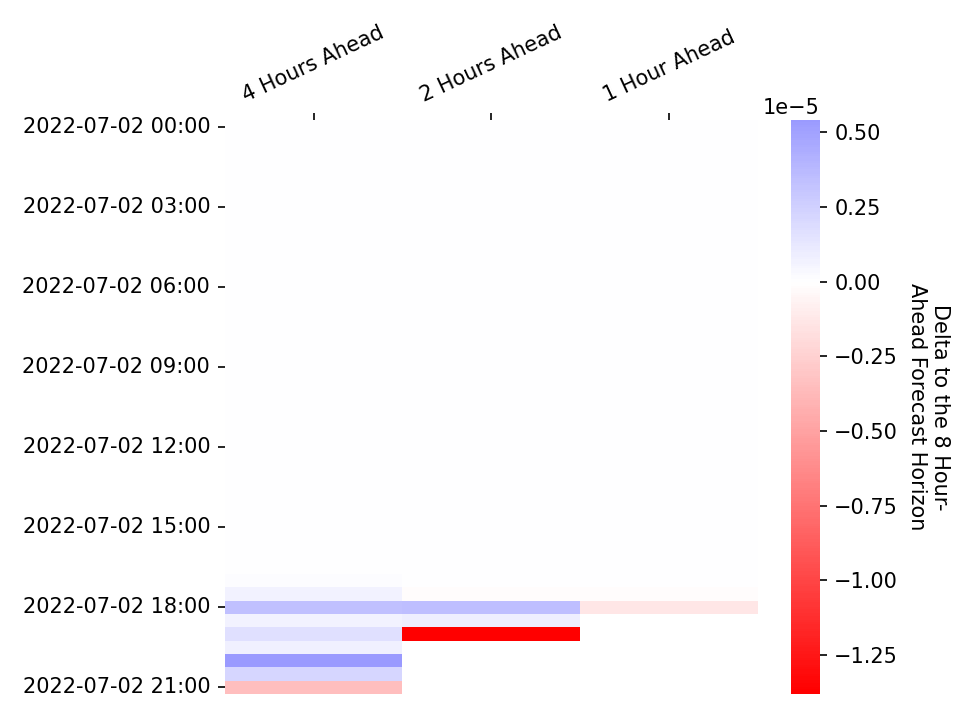 4 Hours Ahead
2 Hours Ahead
1 Hour Ahead
1e−5
2022-07-02 00:00
2022-07-02 03:00
2022-07-02 06:00
2022-07-02 09:00
2022-07-02 12:00
2022-07-02 15:00
2022-07-02 18:00
2022-07-02 21:00
0.50
0.25
0.00
−0.25
−0.50
−0.75
−1.00
−1.25
Delta to the 8 Hour-
Ahead Forecast Horizon